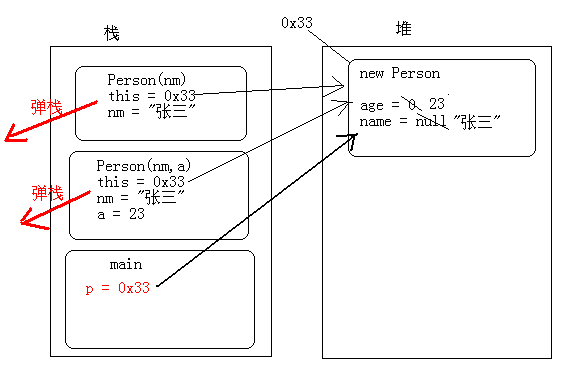 栈
0x33
堆
Person(nm)
this = 0x33
nm = "张三"
弹栈
Person(nm,a)
this = 0x33
nm = "张三"
a = 23
弹栈
main
p = 0x33
new Person
age = 0 23
name = null "张三"